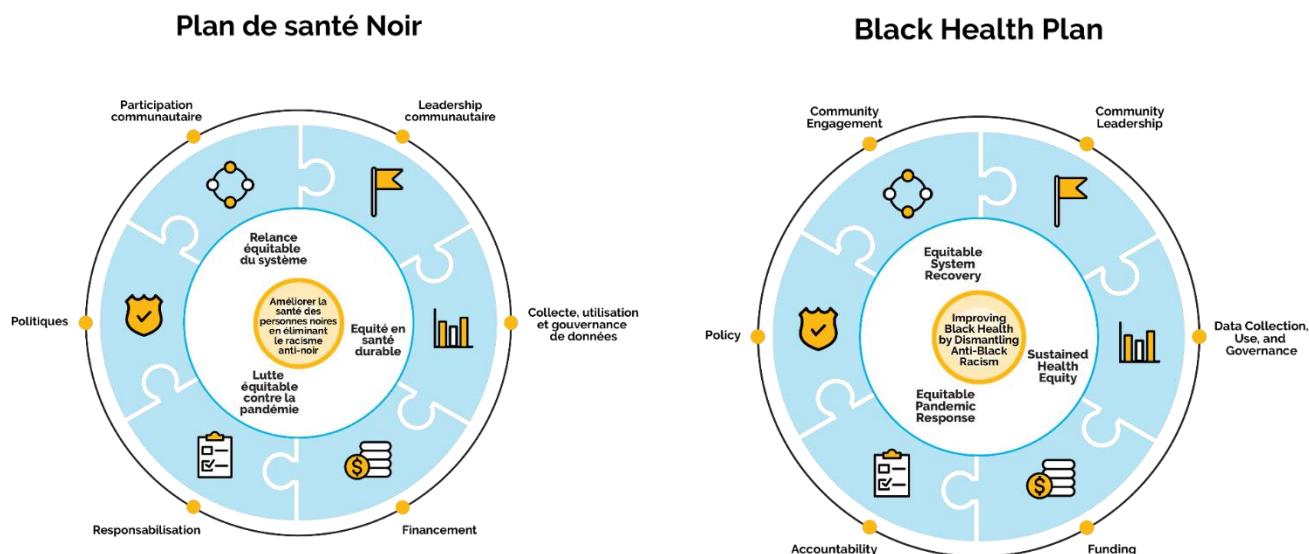 Plan de santé Noir
Participation
communautaire
Leadership
communautaire
Relance
équitable
du système
Politiques
Améliorer la
santé des
personnes noires
en éliminant
le racisme
anti-noir
Equité en
santé
durable
Collecte, utilisation
et gouvernance
de données
Lutte
équitable
contre la
pandémie
$
Responsabilisation
Financement
Black Health Plan
Community
Engagement
Community
Leadership
Equitable
System
Recovery
Policy
Improving
Black Health
by Dismantling
Anti-Black
Racism
Sustained
Health
Equity
Data Collection,
Use, and
Governance
Equitable
Pandemic
Response
$
Accountability
Funding